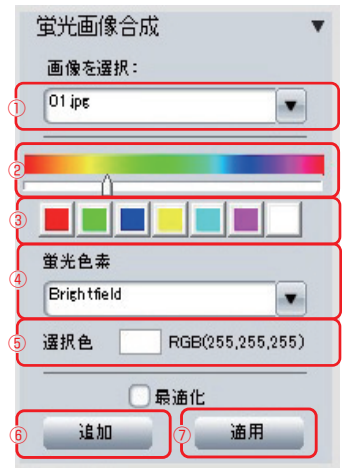 蛍光画像合成 ▼
画像を選択：
① 01.jpg ▼
②
③
蛍光色素
④ Brightfield ▼
⑤ 選択色 RGB(255,255,255)
最適化
⑥ 追加 ⑦ 適用